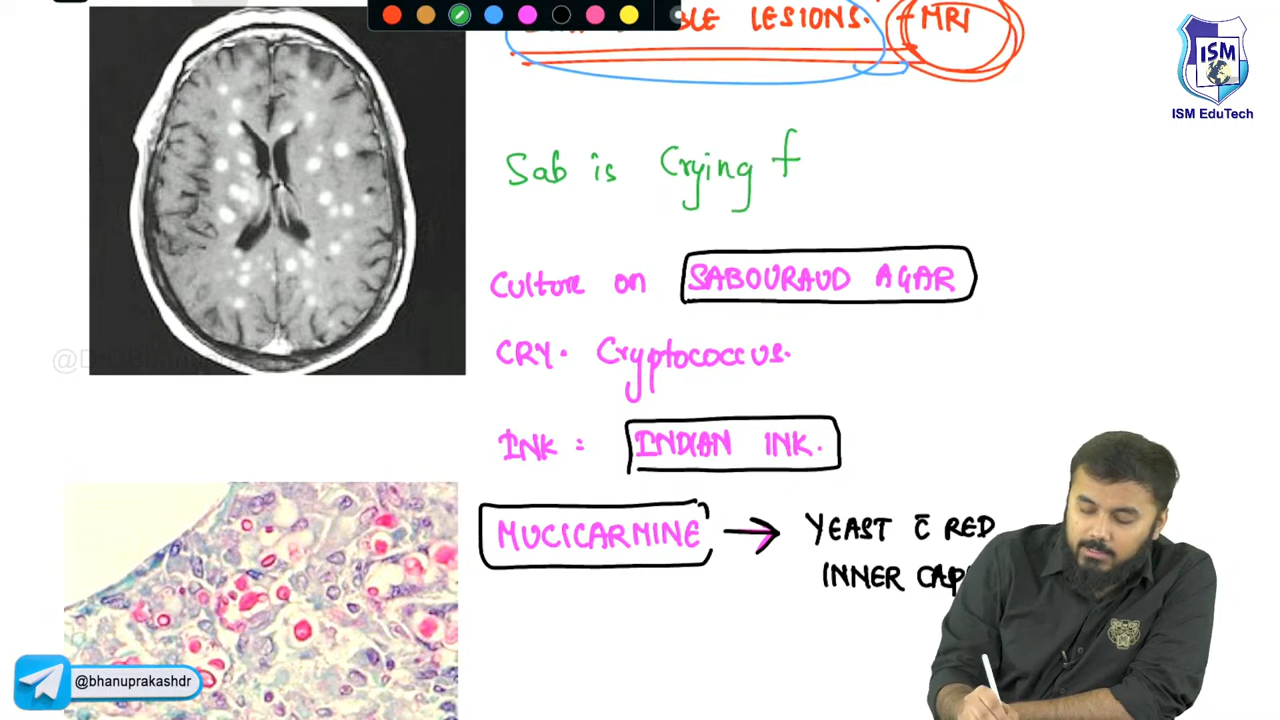 LESIONS. MRI
ISM
ISM EduTech
Sab is Crying f
Culture on SABOURAUD AGAR
CRY. Cryptococcus.
INK = INDIAN INK.
MUCICARMINE → YEAST C̅ RED
INNER CAP
@bhanuprakashdr